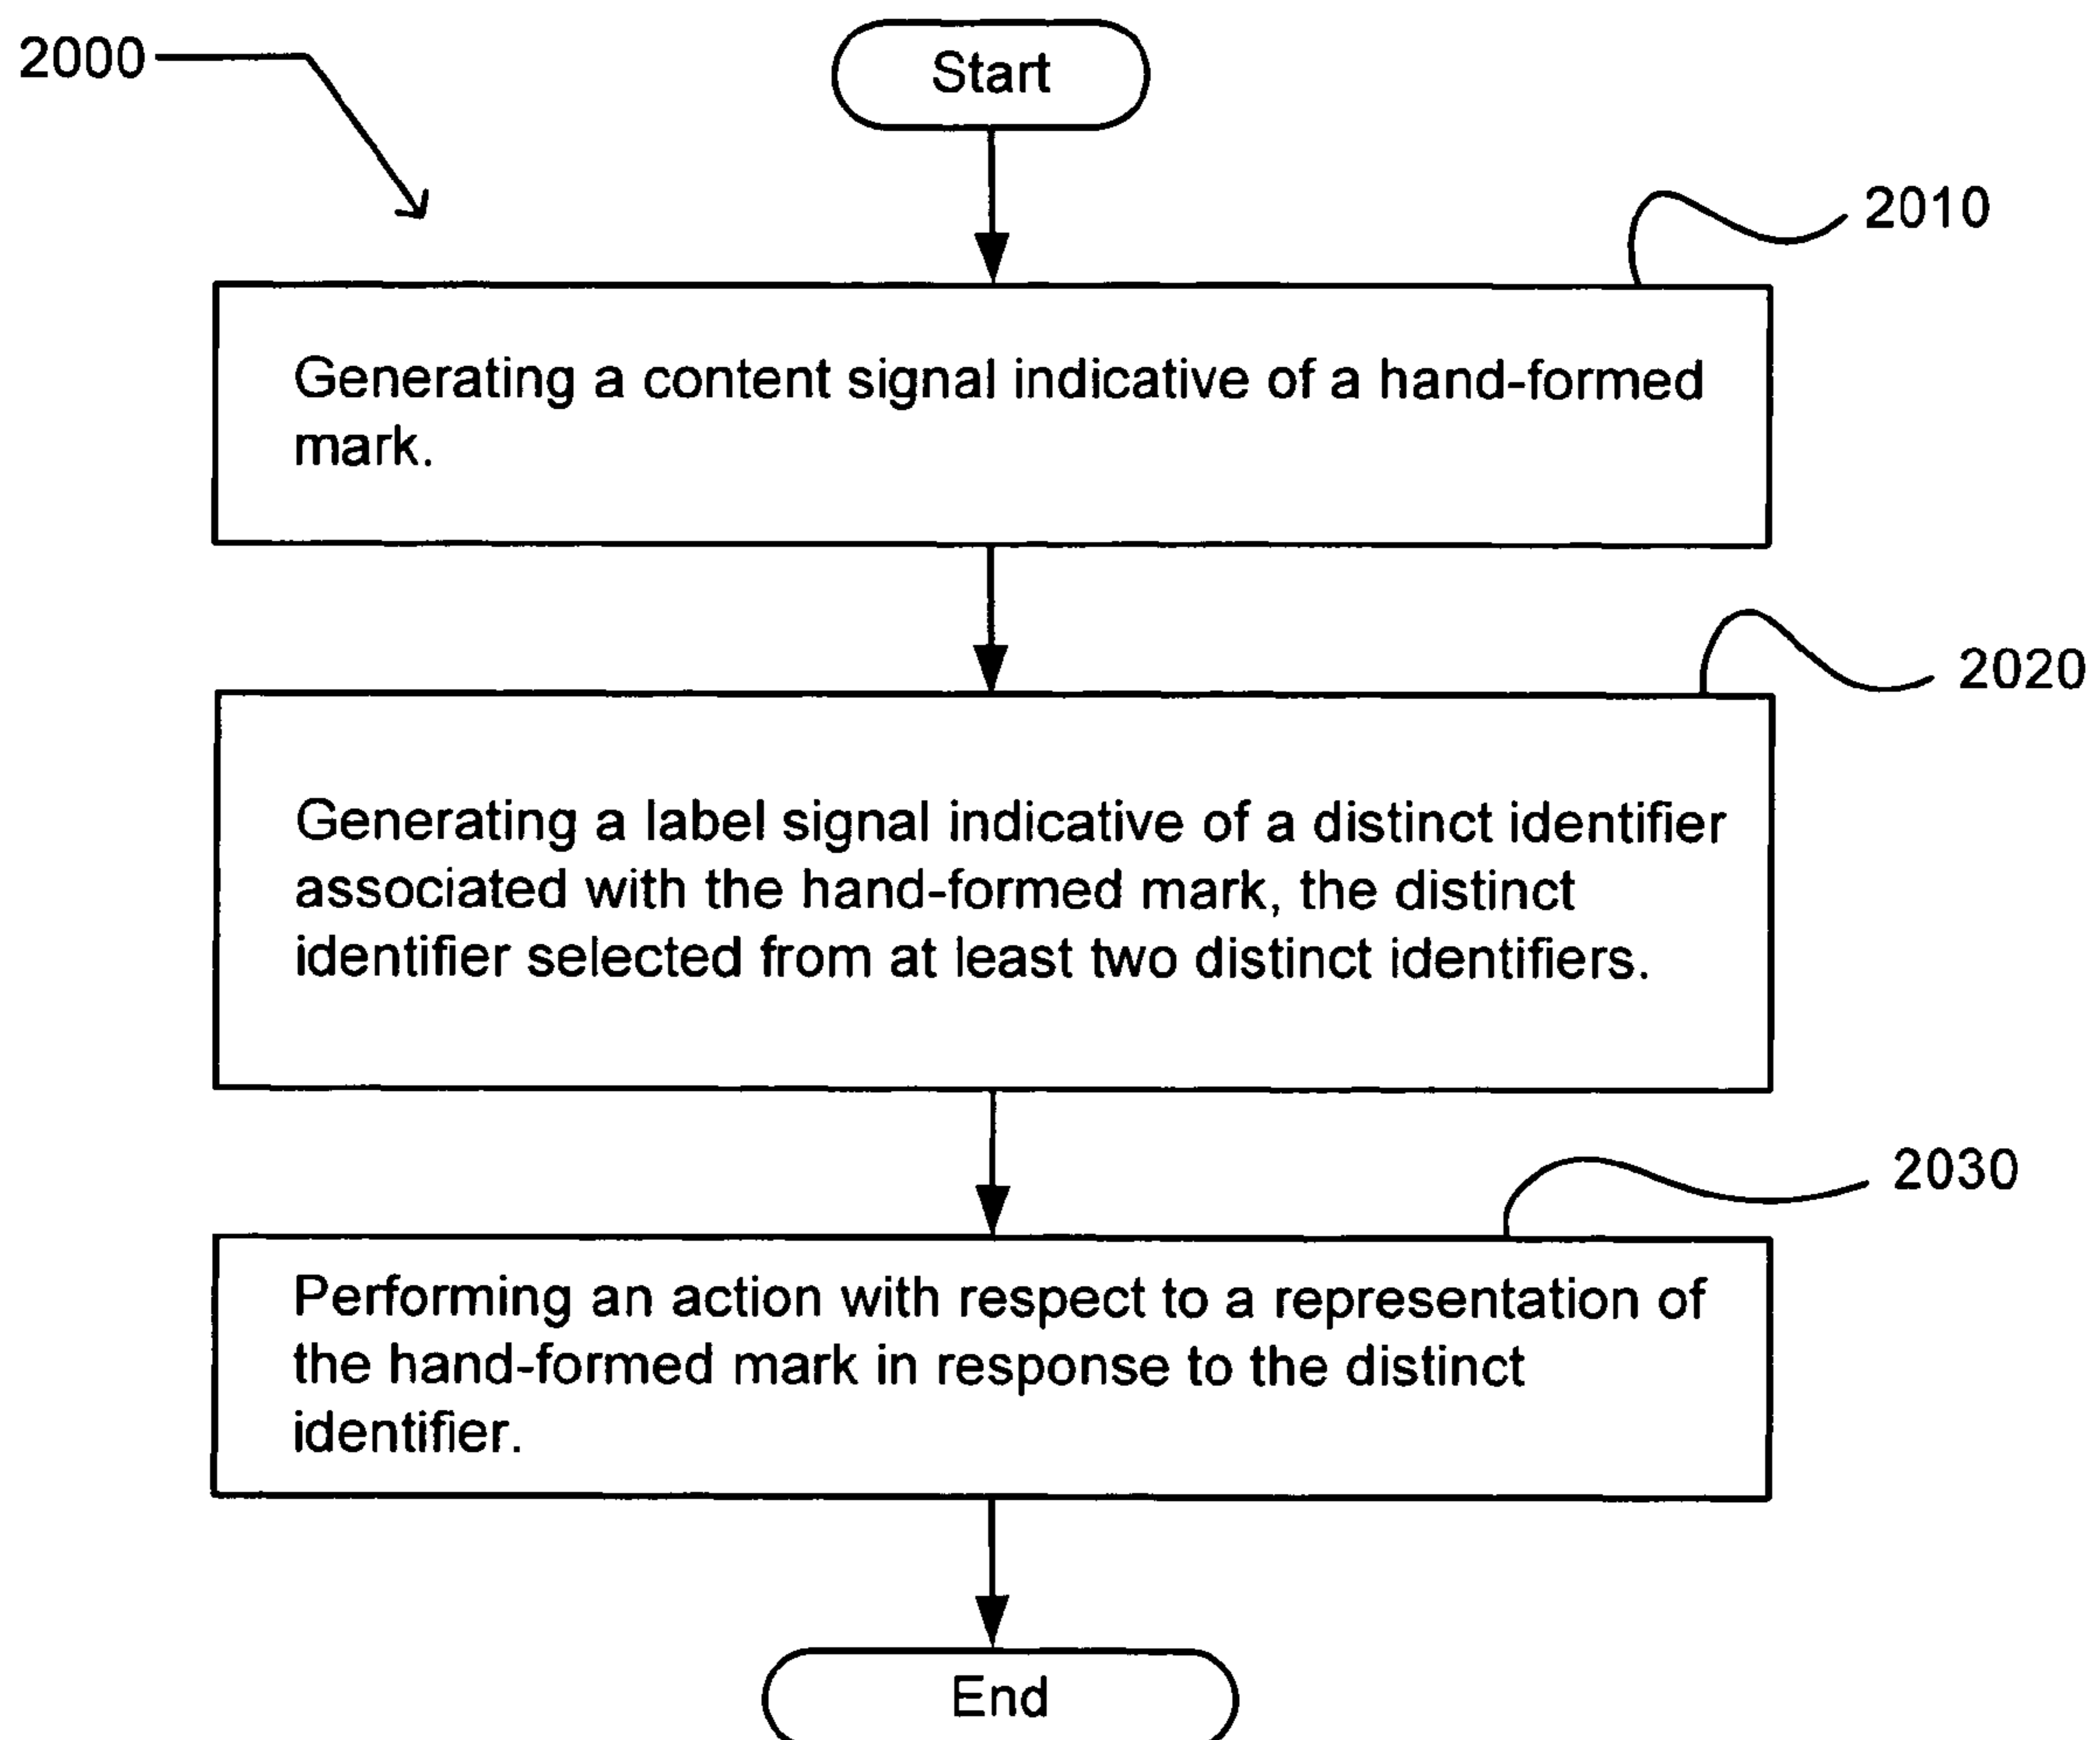 2000
Start
2010
Generating a content signal indicative of a hand-formed
mark.
2020
Generating a label signal indicative of a distinct identifier
associated with the hand-formed mark, the distinct
identifier selected from at least two distinct identifiers.
2030
Performing an action with respect to a representation of
the hand-formed mark in response to the distinct
identifier.
End